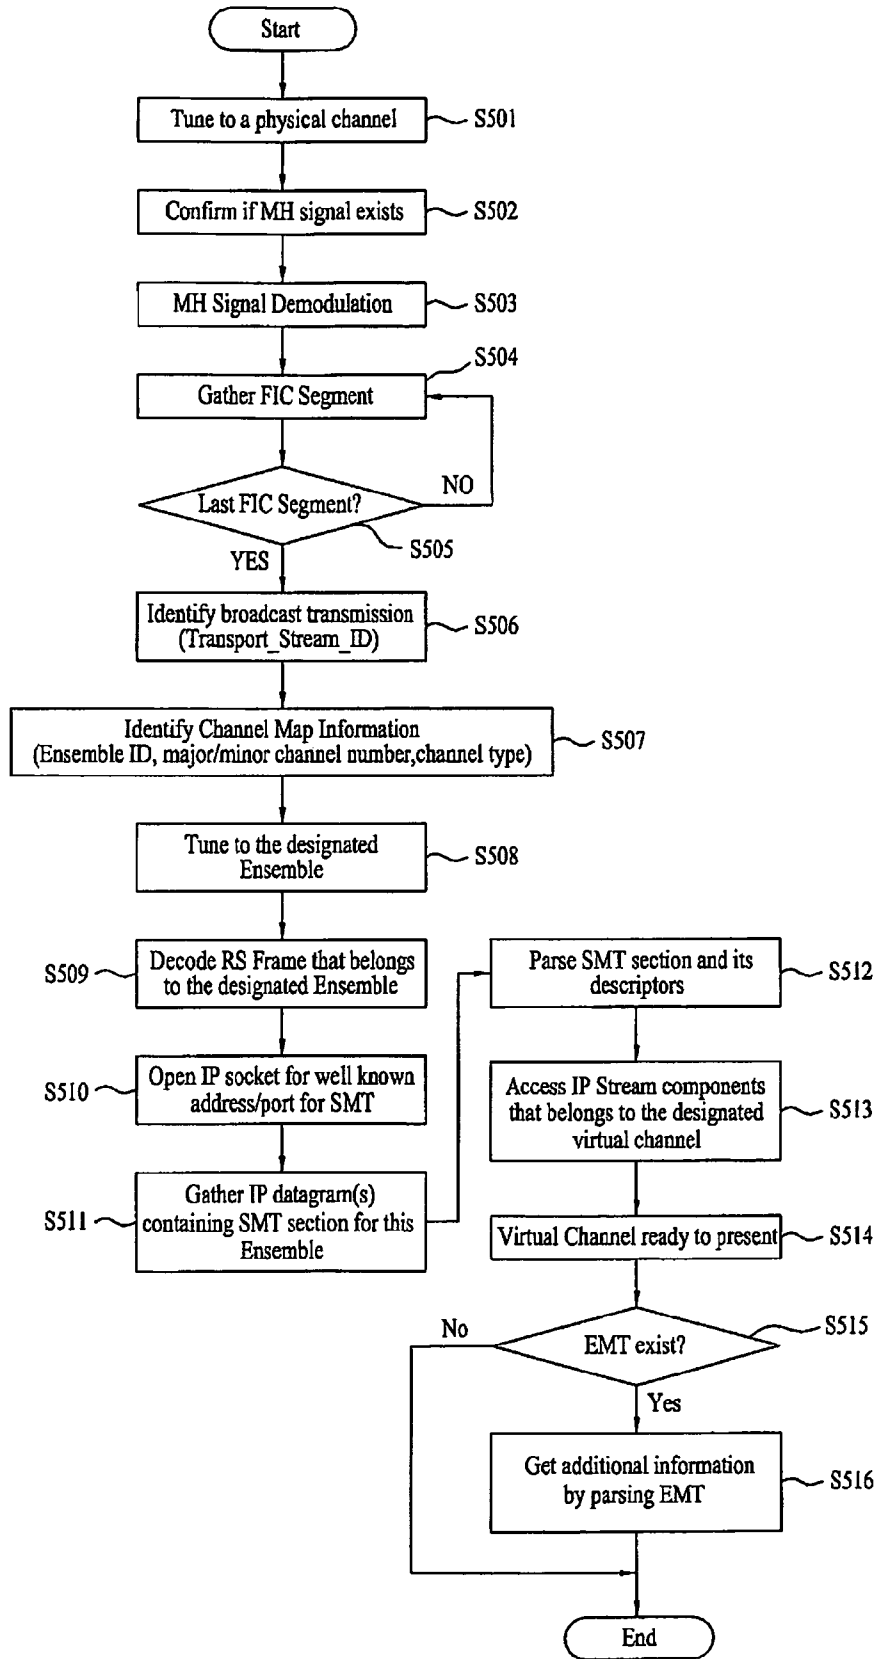 Start
Tune to a physical channel
S501
Confirm if MH signal exists
S502
MH Signal Demodulation
S503
S504
Gather FIC Segment
NO
Last FIC Segment?
S505
YES
Identify broadcast transmission
(Transport_Stream_ID)
S506
Identify Channel Map Information
(Ensemble ID, major/minor channel number,channel type)
S507
Tune to the designated
Ensemble
S508
S509
Decode RS Frame that belongs
to the designated Ensemble
S510
Open IP socket for well known
address/port for SMT
S511
Gather IP datagram(s)
containing SMT section for this
Ensemble
Parse SMT section and its
descriptors
S512
Access IP Stream components
that belongs to the designated
virtual channel
S513
Virtual Channel ready to present
S514
No
EMT exist?
S515
Yes
Get additional information
by parsing EMT
S516
End